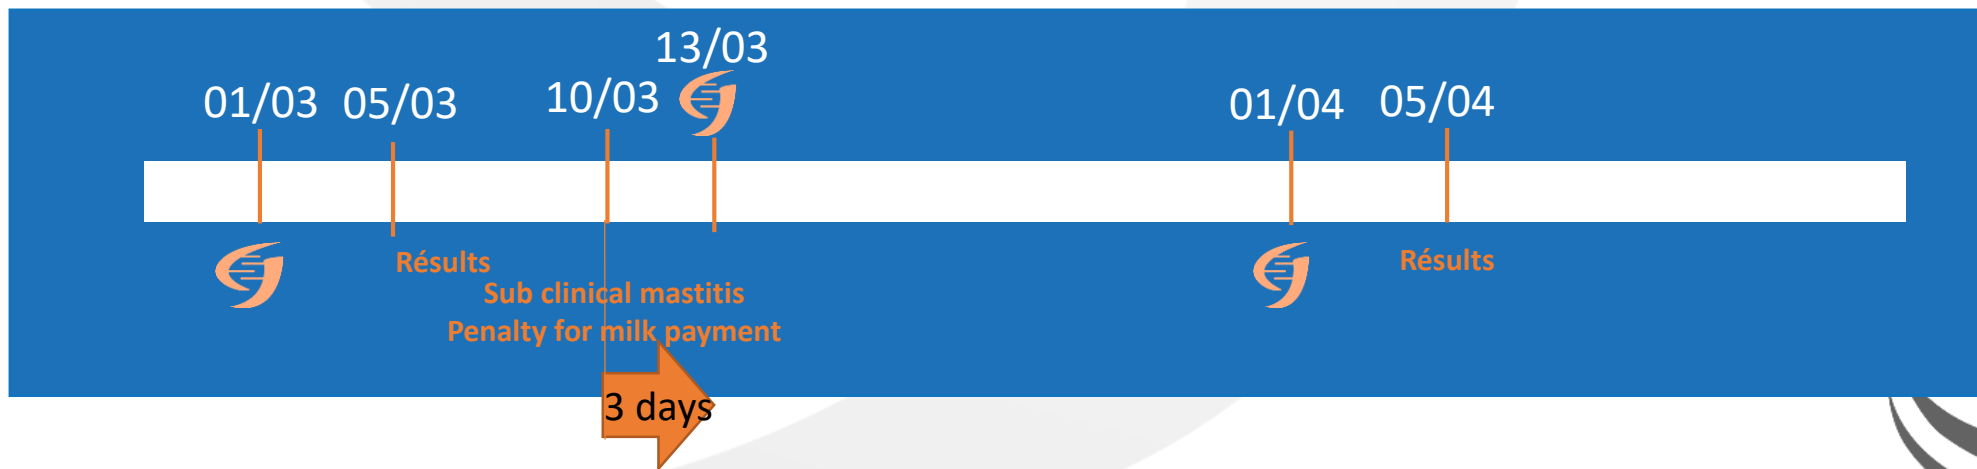 13/03
01/03
05/03
10/03
01/04
05/04
Résults
Résults
Sub clinical mastitis
Penalty for milk payment
3 days